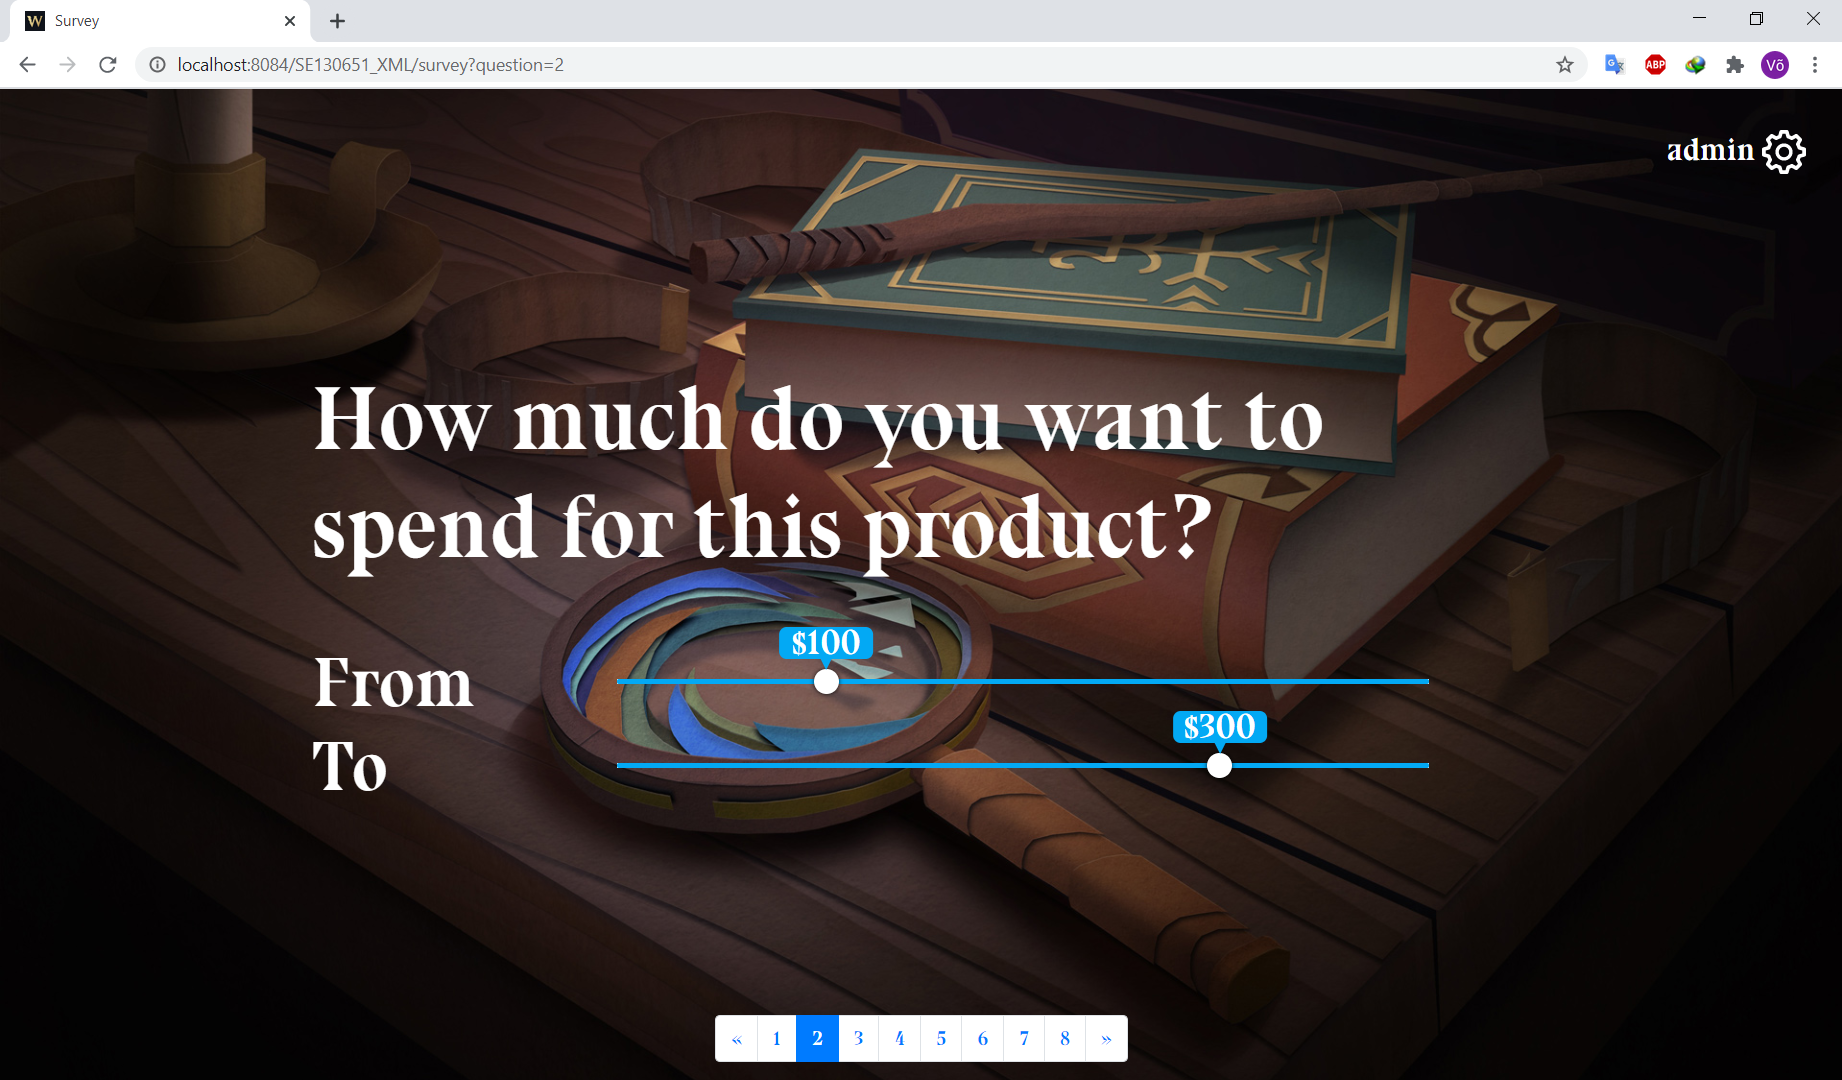 W Survey
localhost:8084/SE130651_XML/survey?question=2
ABP
Võ
admin
How much do you want to
spend for this product?
$100
From
$300
To
« 1 2 3 4 5 6 7 8 »